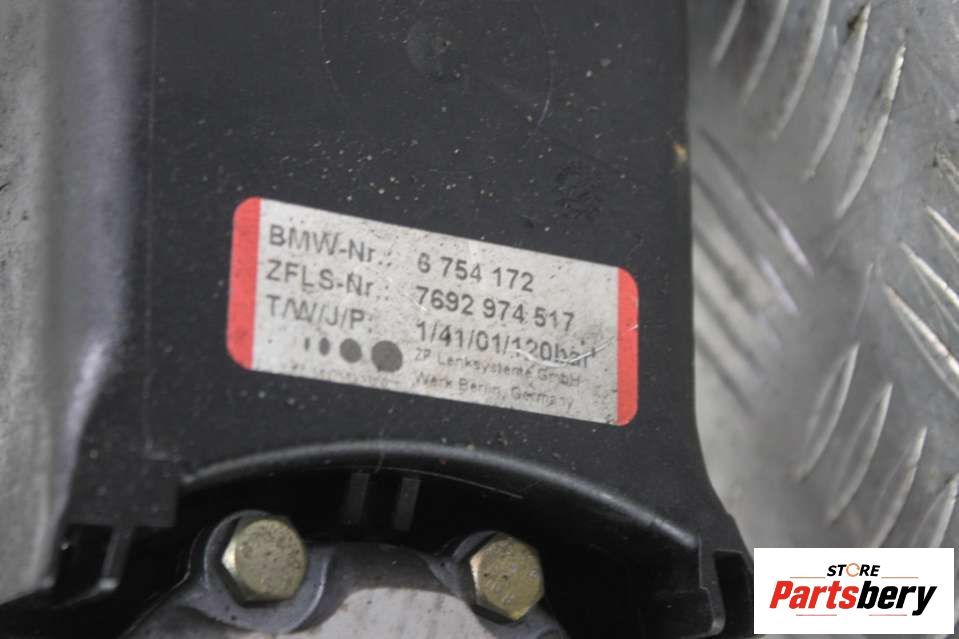 BMW-Nr.: 6 754 172
ZFLS-Nr.: 7692 974 517
T/W/J/P: 1/41/01/120bar
ZF Lenksysteme GmbH
Werk Berlin, Germany
STORE
Partsbery